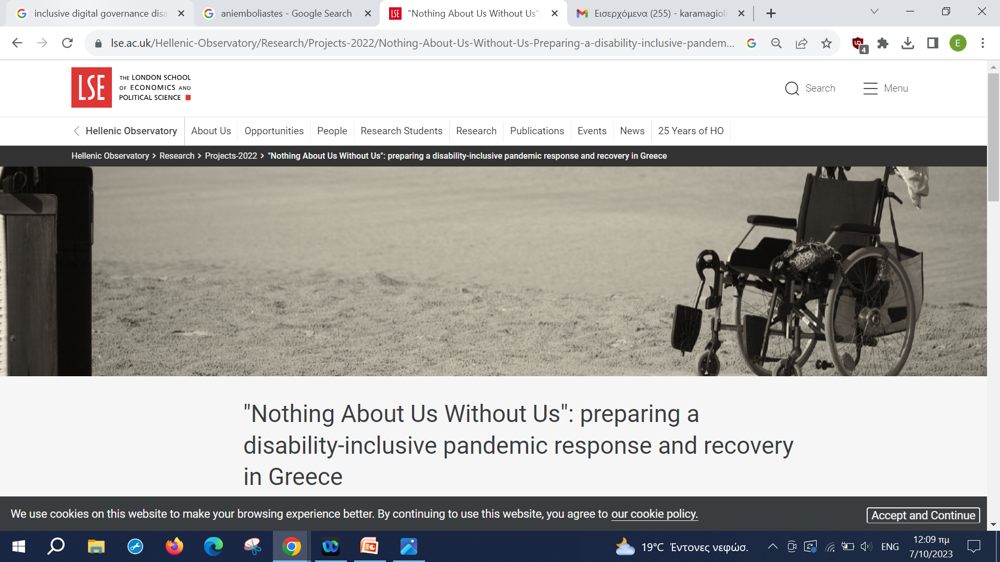 inclusive digital governance disa
aniemboliastes - Google Search
"Nothing About Us Without Us":
Εισερχόμενα (255) - karamagioli
lse.ac.uk/Hellenic-Observatory/Research/Projects-2022/Nothing-About-Us-Without-Us-Preparing-a-disability-inclusive-pandem...
4
E
LSE
THE LONDON SCHOOL
OF ECONOMICS AND
POLITICAL SCIENCE
Search
Menu
Hellenic Observatory
About Us
Opportunities
People
Research Students
Research
Publications
Events
News
25 Years of HO
Hellenic Observatory > Research > Projects-2022 > "Nothing About Us Without Us": preparing a disability-inclusive pandemic response and recovery in Greece
"Nothing About Us Without Us": preparing a
disability-inclusive pandemic response and recovery
in Greece
We use cookies on this website to make your browsing experience better. By continuing to use this website, you agree to our cookie policy.
Accept and Continue
19°C Έντονες νεφώσ.
ENG
12:09 πμ
7/10/2023